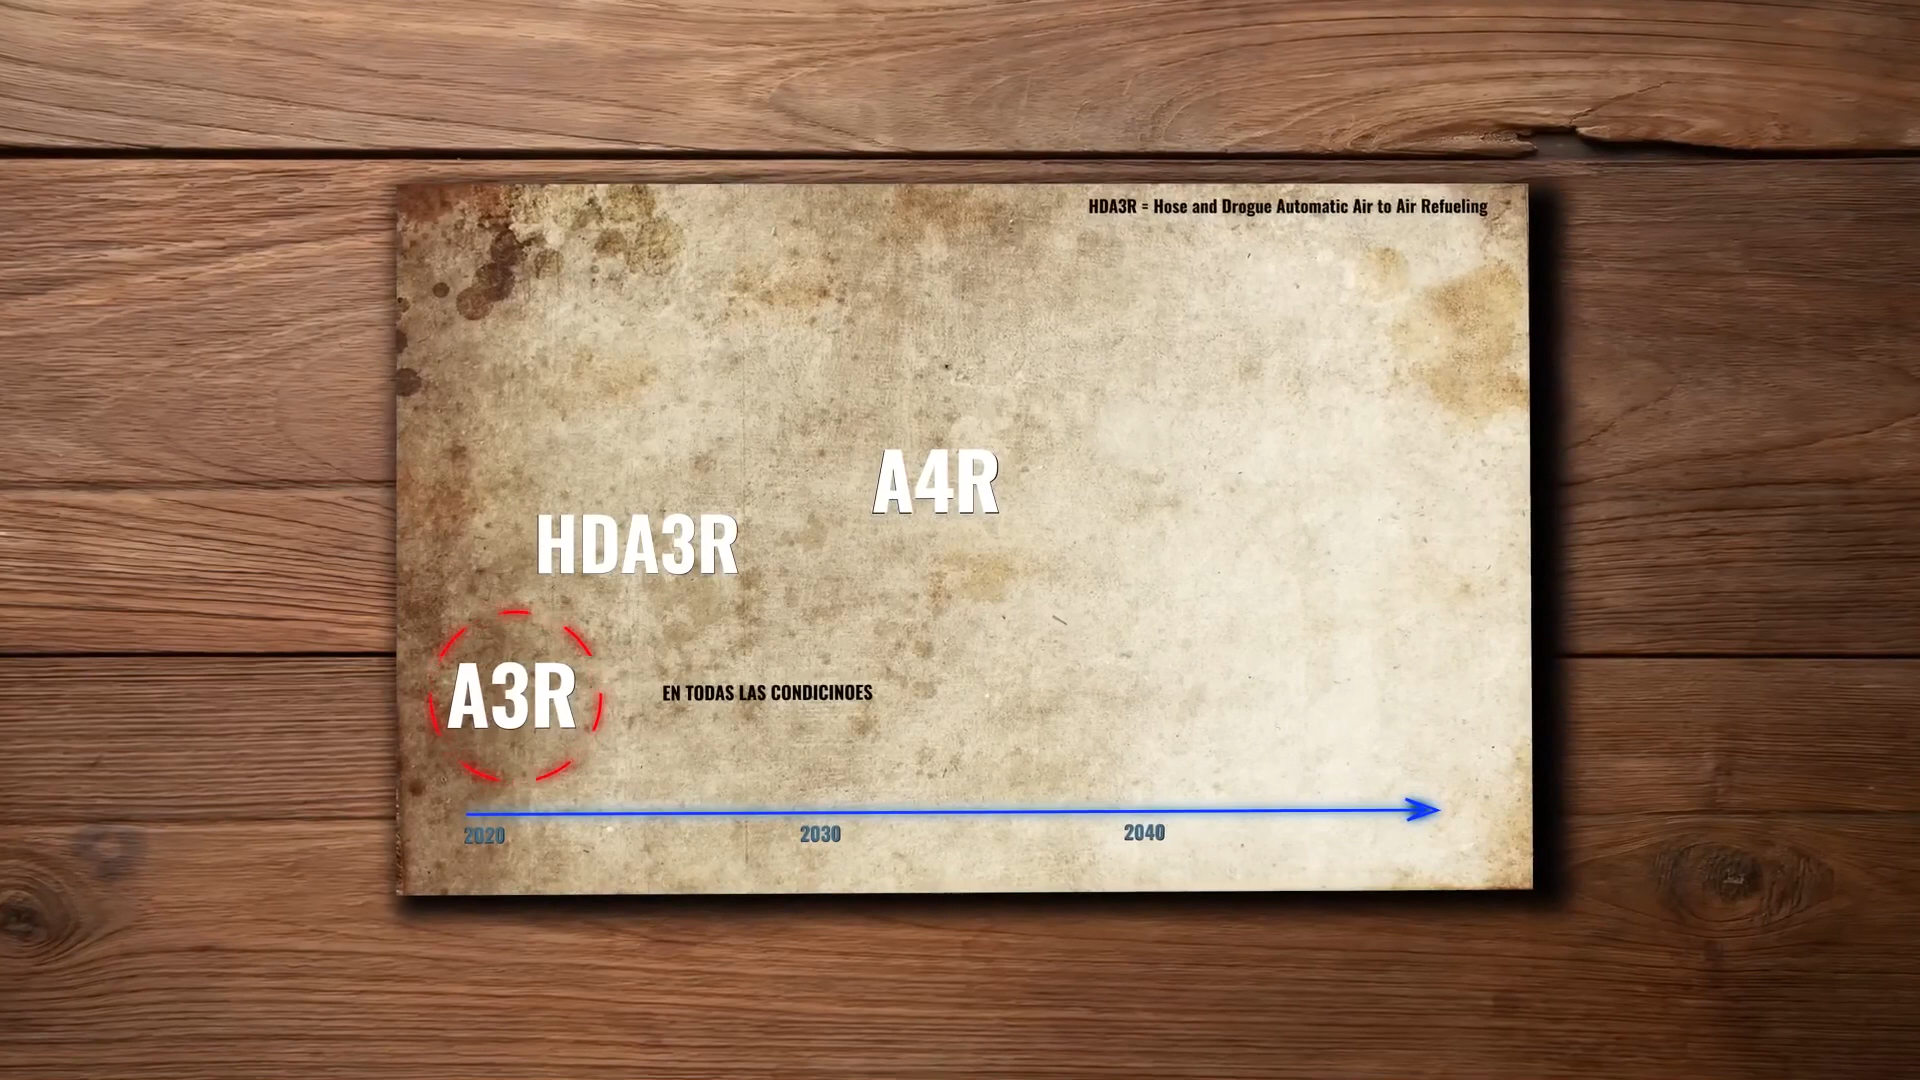 HDA3R = Hose and Drogue Automatic Air to Air Refueling
A4R
HDA3R
A3R
EN TODAS LAS CONDICINOES
2020
2030
2040